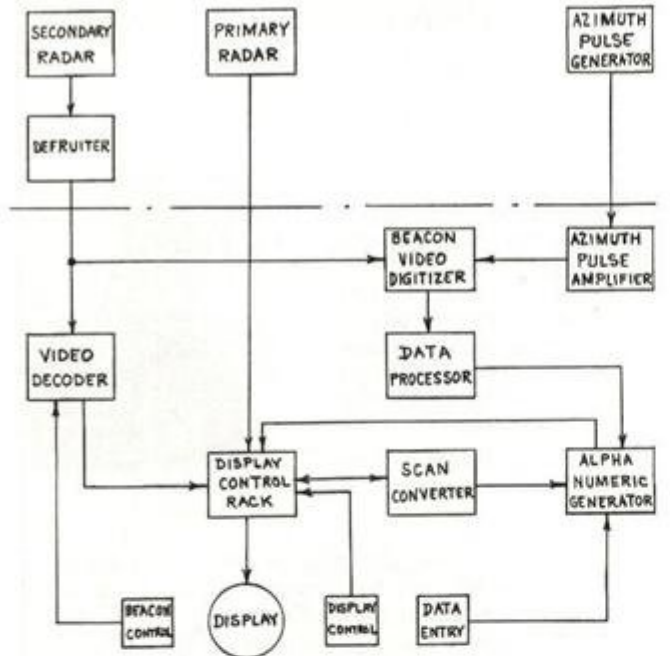 SECONDARY
RADAR
PRIMARY
RADAR
AZIMUTH
PULSE
GENERATOR
DEFRUITER
BEACON
VIDEO
DIGITIZER
AZIMUTH
PULSE
AMPLIFIER
VIDEO
DECODER
DATA
PROCESSOR
DISPLAY
CONTROL
RACK
SCAN
CONVERTER
ALPHA
NUMERIC
GENERATOR
BEACON
CONTROL
DISPLAY
DISPLAY
CONTROL
DATA
ENTRY